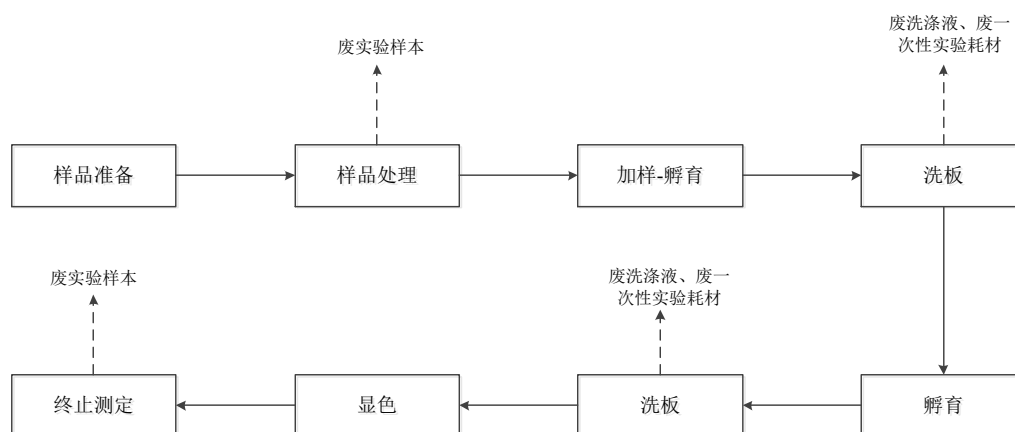 废实验样本
废洗涤液、废一
次性实验耗材
样品准备
样品处理
加样-孵育
洗板
废实验样本
废洗涤液、废一
次性实验耗材
终止测定
显色
洗板
孵育